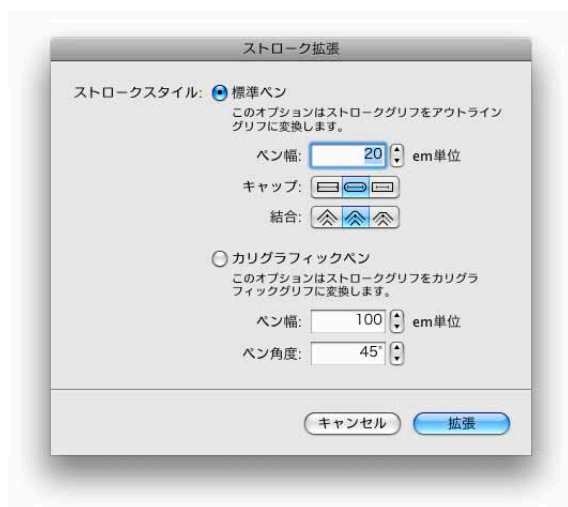 ストローク拡張
ストロークスタイル: 標準ペン
このオプションはストロークグリフをアウトライン
グリフに変換します。
ペン幅: 20 em単位
キャップ:
結合:
カリグラフィックペン
このオプションはストロークグリフをカリグラ
フィックグリフに変換します。
ペン幅: 100 em単位
ペン角度: 45°
キャンセル 拡張